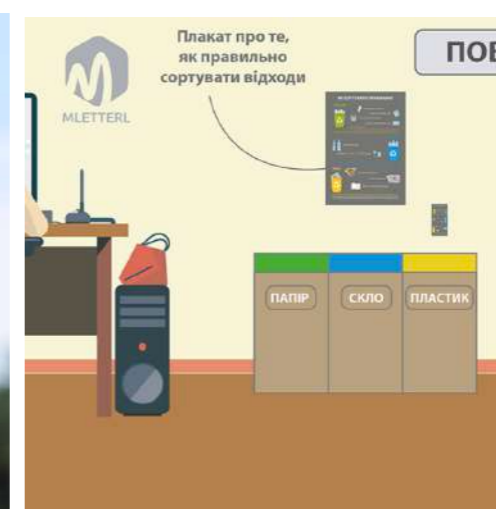 Плакат про те,
як правильно
сортувати відходи
ПОВ
MLETTERL
ПАПІР
СКЛО
ПЛАСТИК